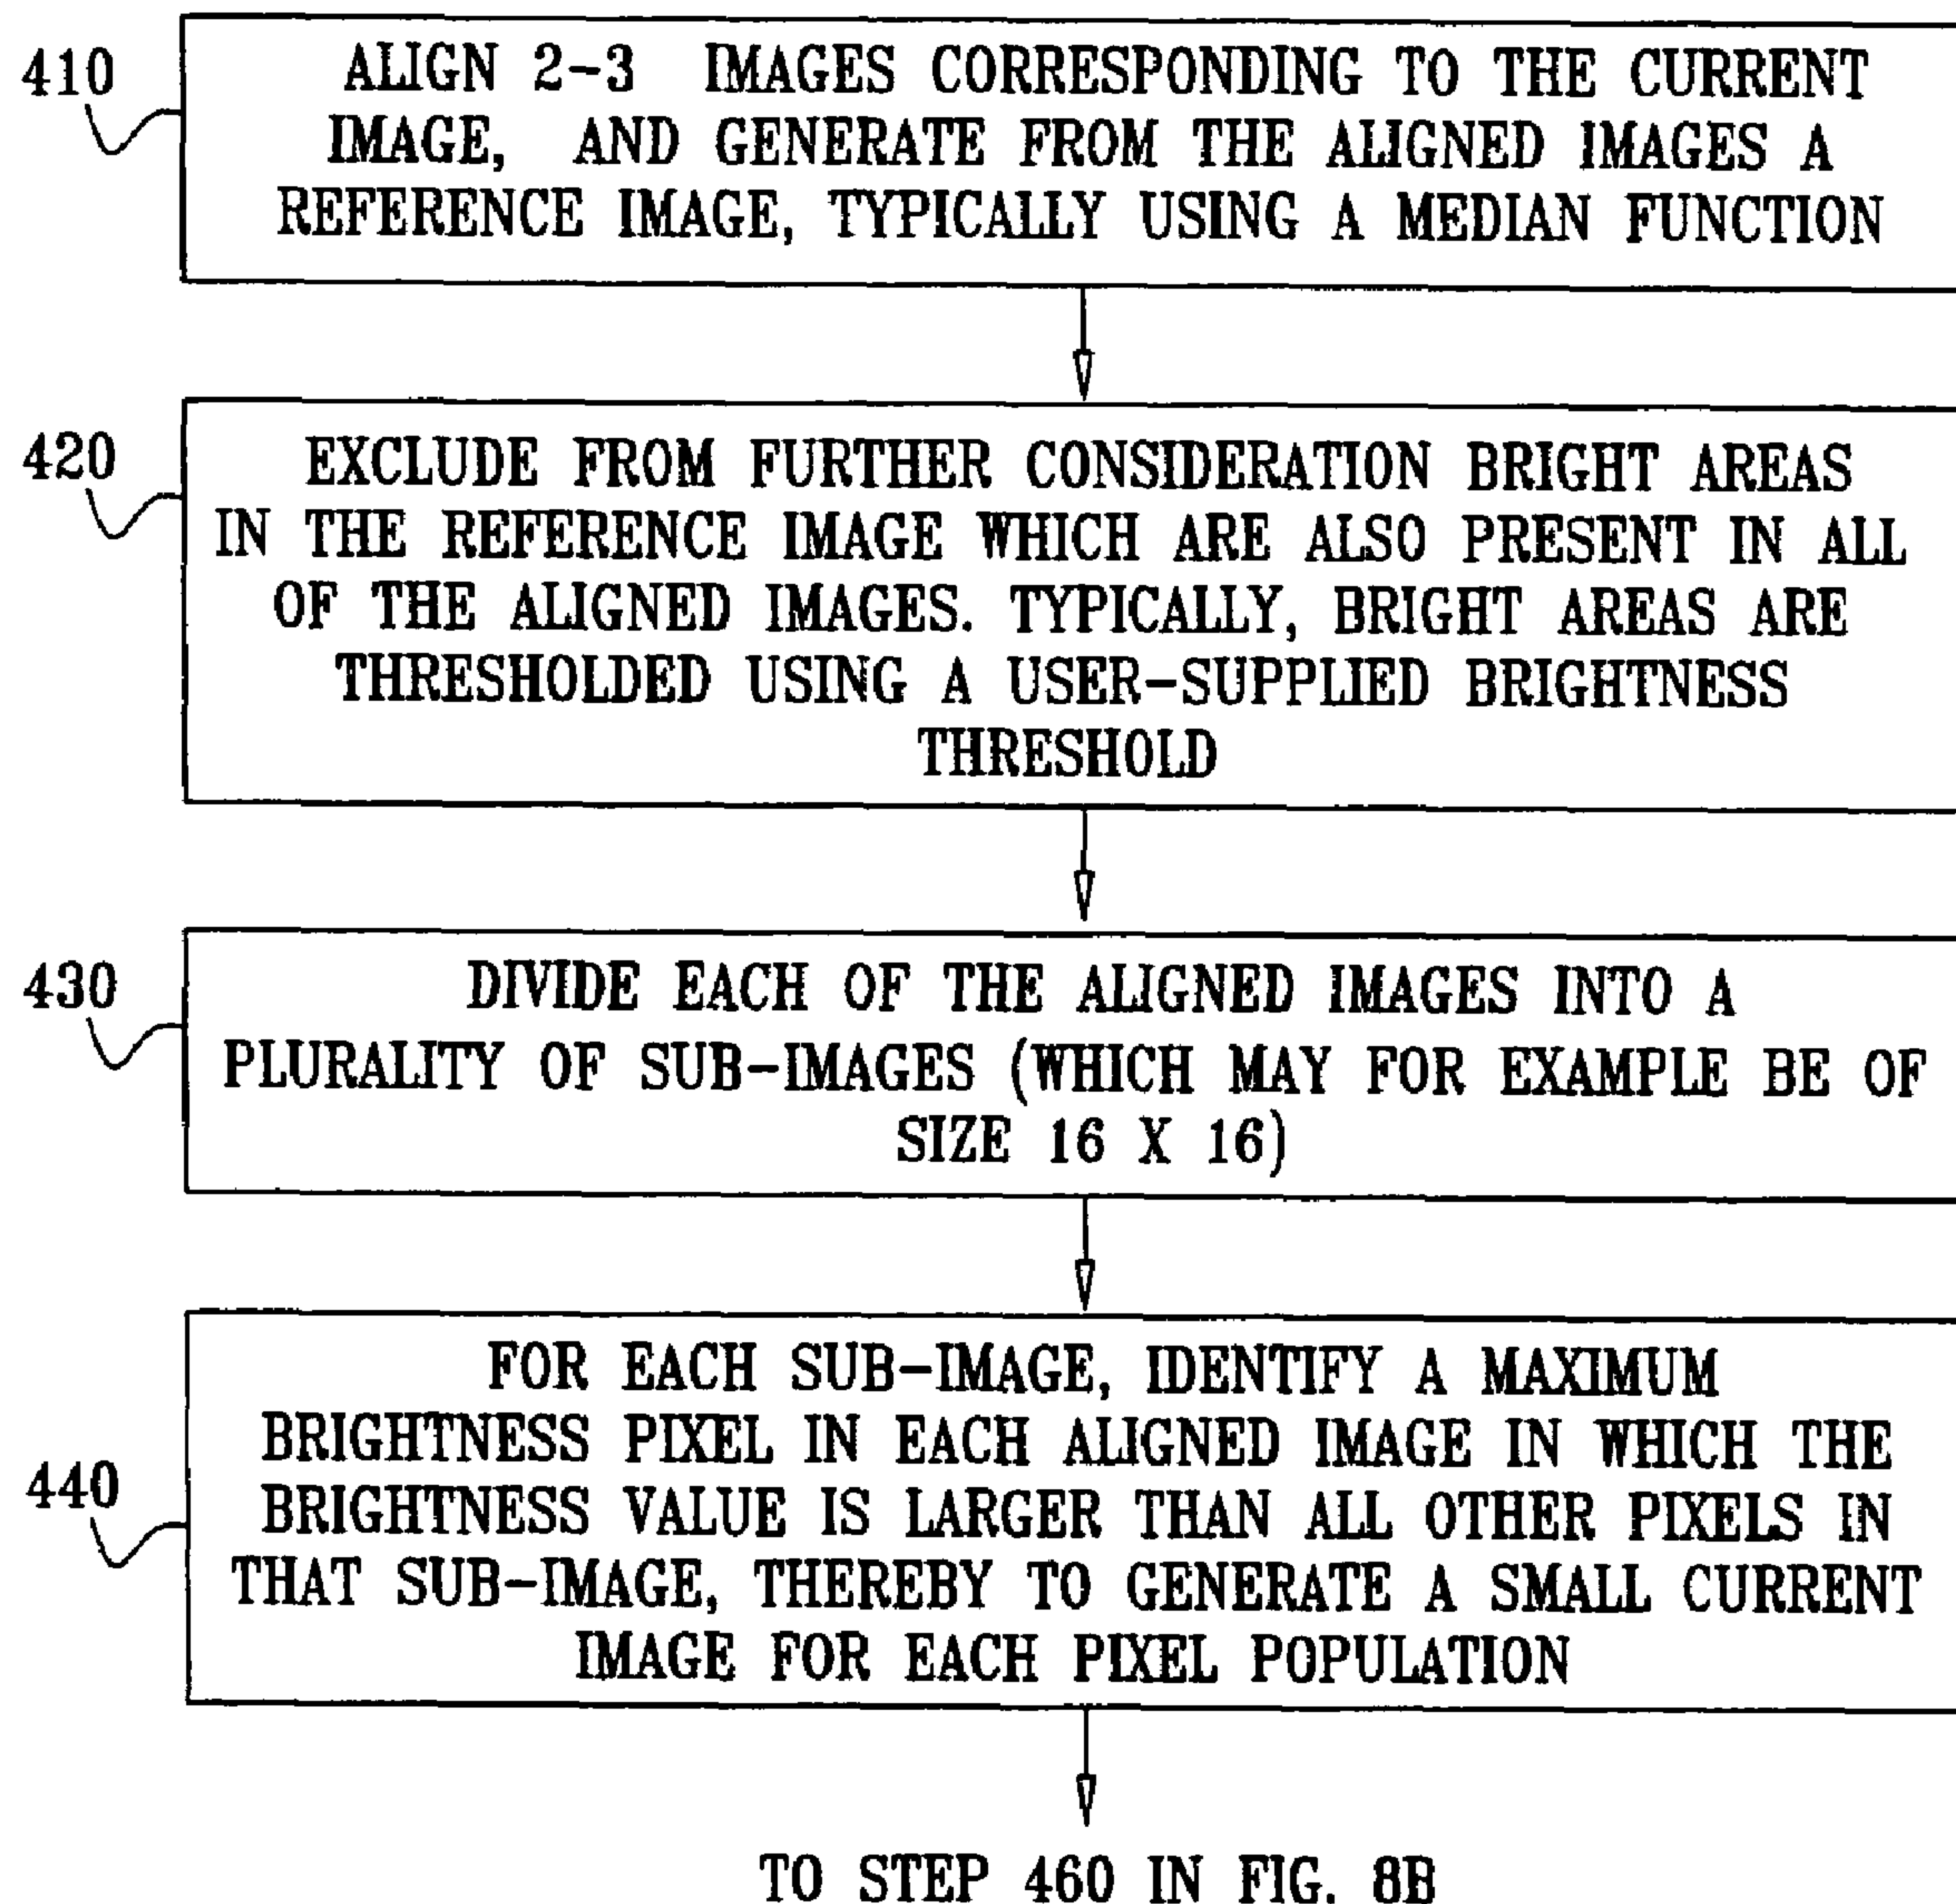 410
ALIGN 2-3 IMAGES CORRESPONDING TO THE CURRENT
IMAGE, AND GENERATE FROM THE ALIGNED IMAGES A
REFERENCE IMAGE, TYPICALLY USING A MEDIAN FUNCTION
420
EXCLUDE FROM FURTHER CONSIDERATION BRIGHT AREAS
IN THE REFERENCE IMAGE WHICH ARE ALSO PRESENT IN ALL
OF THE ALIGNED IMAGES. TYPICALLY, BRIGHT AREAS ARE
THRESHOLDED USING A USER-SUPPLIED BRIGHTNESS
THRESHOLD
430
DIVIDE EACH OF THE ALIGNED IMAGES INTO A
PLURALITY OF SUB-IMAGES (WHICH MAY FOR EXAMPLE BE OF
SIZE 16 X 16)
440
FOR EACH SUB-IMAGE, IDENTIFY A MAXIMUM
BRIGHTNESS PIXEL IN EACH ALIGNED IMAGE IN WHICH THE
BRIGHTNESS VALUE IS LARGER THAN ALL OTHER PIXELS IN
THAT SUB-IMAGE, THEREBY TO GENERATE A SMALL CURRENT
IMAGE FOR EACH PIXEL POPULATION
TO STEP 460 IN FIG. 8B